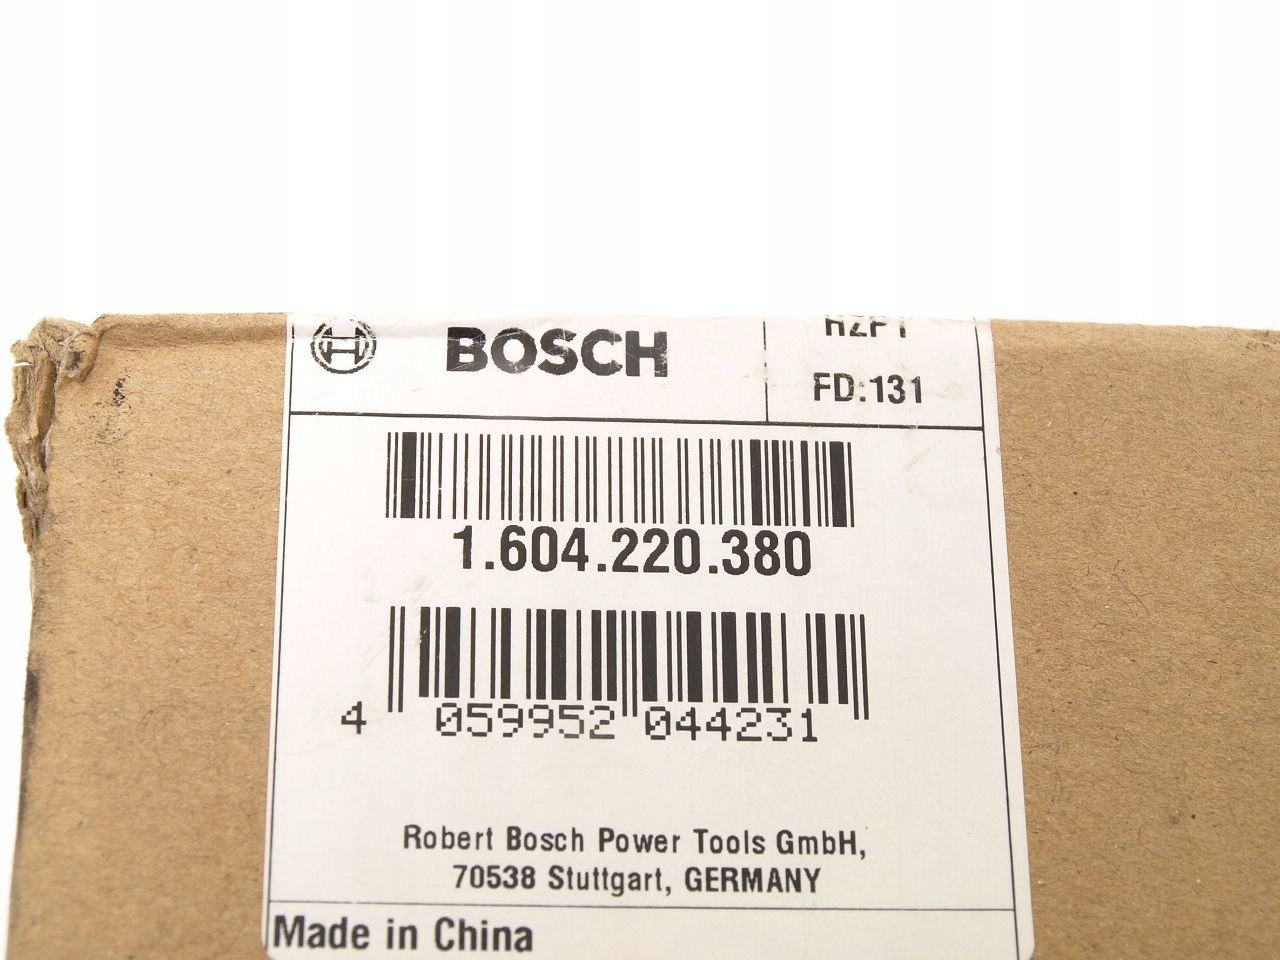 BOSCH
HZP1
FD:131
1.604.220.380
4 059952 044231
Robert Bosch Power Tools GmbH,
70538 Stuttgart, GERMANY
Made in China